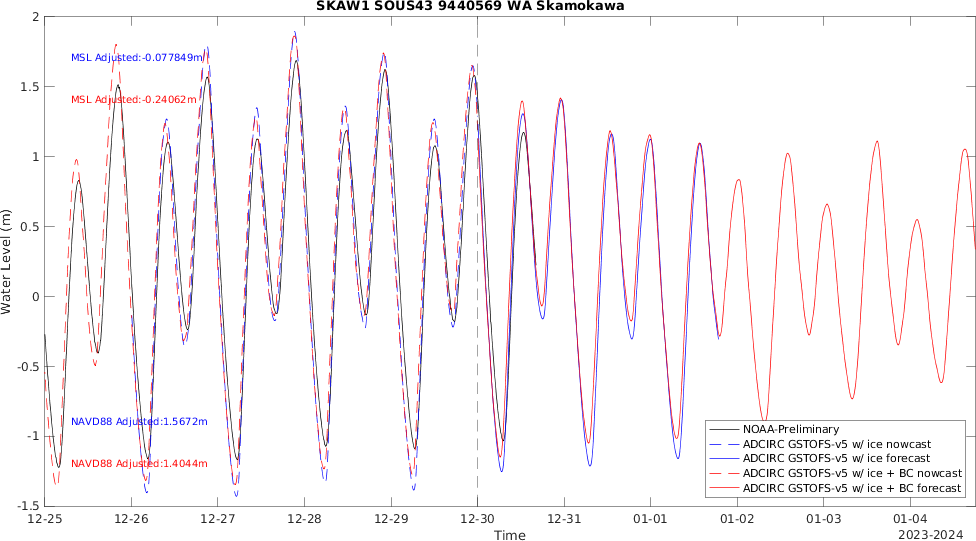 SKAW1 SOUS43 9440569 WA Skamokawa
2
1.5
1
0.5
0
-0.5
-1
-1.5
Water Level (m)
MSL Adjusted:-0.077849m
MSL Adjusted:-0.24062m
NAVD88 Adjusted:1.5672m
NAVD88 Adjusted:1.4044m
NOAA-Preliminary
ADCIRC GSTOFS-v5 w/ ice nowcast
ADCIRC GSTOFS-v5 w/ ice forecast
ADCIRC GSTOFS-v5 w/ ice + BC nowcast
ADCIRC GSTOFS-v5 w/ ice + BC forecast
12-25 12-26 12-27 12-28 12-29 12-30 12-31 01-01 01-02 01-03 01-04
Time
2023-2024